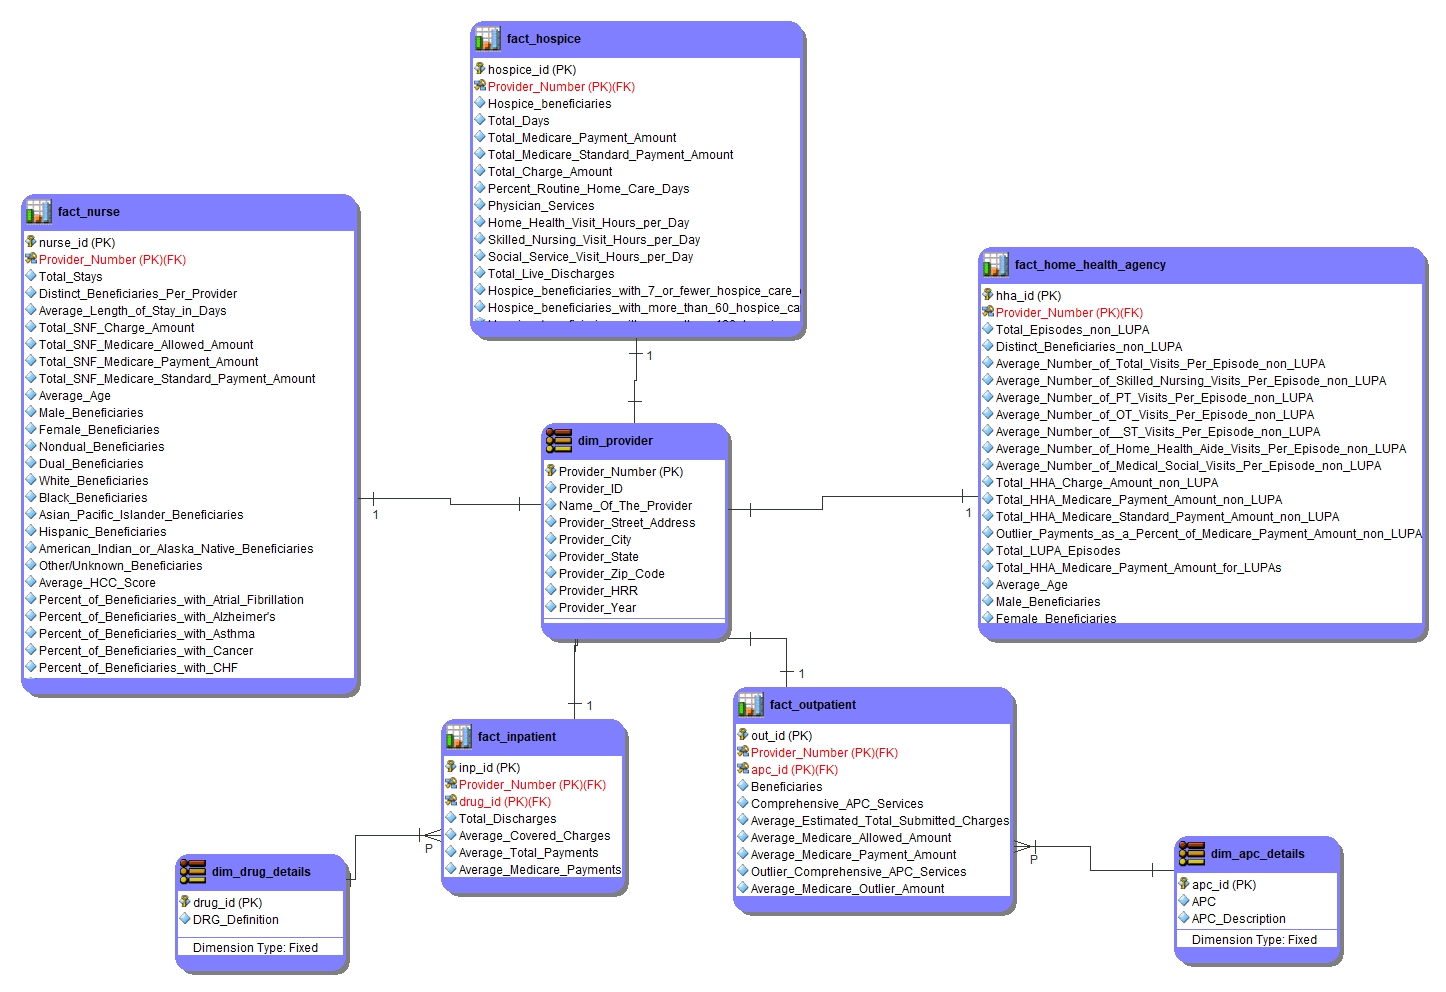 fact_hospice
hospice_id (PK)
Provider_Number (PK)(FK)
Hospice_beneficiaries
Total_Days
Total_Medicare_Payment_Amount
Total_Medicare_Standard_Payment_Amount
Total_Charge_Amount
Percent_Routine_Home_Care_Days
Physician_Services
Home_Health_Visit_Hours_per_Day
Skilled_Nursing_Visit_Hours_per_Day
Social_Service_Visit_Hours_per_Day
Total_Live_Discharges
Hospice_beneficiaries_with_7_or_fewer_hospice_care_
Hospice_beneficiaries_with_more_than_60_hospice_ca
1
fact_nurse
nurse_id (PK)
Provider_Number (PK)(FK)
Total_Stays
Distinct_Beneficiaries_Per_Provider
Average_Length_of_Stay_in_Days
Total_SNF_Charge_Amount
Total_SNF_Medicare_Allowed_Amount
Total_SNF_Medicare_Payment_Amount
Total_SNF_Medicare_Standard_Payment_Amount
Average_Age
Male_Beneficiaries
Female_Beneficiaries
Nondual_Beneficiaries
Dual_Beneficiaries
White_Beneficiaries
Black_Beneficiaries
Asian_Pacific_Islander_Beneficiaries
Hispanic_Beneficiaries
American_Indian_or_Alaska_Native_Beneficiaries
Other/Unknown_Beneficiaries
Average_HCC_Score
Percent_of_Beneficiaries_with_Atrial_Fibrillation
Percent_of_Beneficiaries_with_Alzheimer's
Percent_of_Beneficiaries_with_Asthma
Percent_of_Beneficiaries_with_Cancer
Percent_of_Beneficiaries_with_CHF
1
dim_provider
Provider_Number (PK)
Provider_ID
Name_Of_The_Provider
Provider_Street_Address
Provider_City
Provider_State
Provider_Zip_Code
Provider_HRR
Provider_Year
fact_home_health_agency
hha_id (PK)
Provider_Number (PK)(FK)
Total_Episodes_non_LUPA
Distinct_Beneficiaries_non_LUPA
Average_Number_of_Total_Visits_Per_Episode_non_LUPA
Average_Number_of_Skilled_Nursing_Visits_Per_Episode_non_LUPA
Average_Number_of_PT_Visits_Per_Episode_non_LUPA
Average_Number_of_OT_Visits_Per_Episode_non_LUPA
Average_Number_of__ST_Visits_Per_Episode_non_LUPA
Average_Number_of_Home_Health_Aide_Visits_Per_Episode_non_LUPA
Average_Number_of_Medical_Social_Visits_Per_Episode_non_LUPA
Total_HHA_Charge_Amount_non_LUPA
Total_HHA_Medicare_Payment_Amount_non_LUPA
Total_HHA_Medicare_Standard_Payment_Amount_non_LUPA
Outlier_Payments_as_a_Percent_of_Medicare_Payment_Amount_non_LUPA
Total_LUPA_Episodes
Total_HHA_Medicare_Payment_Amount_for_LUPAs
Average_Age
Male_Beneficiaries
Female_Beneficiaries
1
fact_inpatient
inp_id (PK)
Provider_Number (PK)(FK)
drug_id (PK)(FK)
Total_Discharges
Average_Covered_Charges
Average_Total_Payments
Average_Medicare_Payments
1
P
fact_outpatient
out_id (PK)
Provider_Number (PK)(FK)
apc_id (PK)(FK)
Beneficiaries
Comprehensive_APC_Services
Average_Estimated_Total_Submitted_Charges
Average_Medicare_Allowed_Amount
Average_Medicare_Payment_Amount
Outlier_Comprehensive_APC_Services
Average_Medicare_Outlier_Amount
1
P
dim_drug_details
drug_id (PK)
DRG_Definition
Dimension Type: Fixed
dim_apc_details
apc_id (PK)
APC
APC_Description
Dimension Type: Fixed